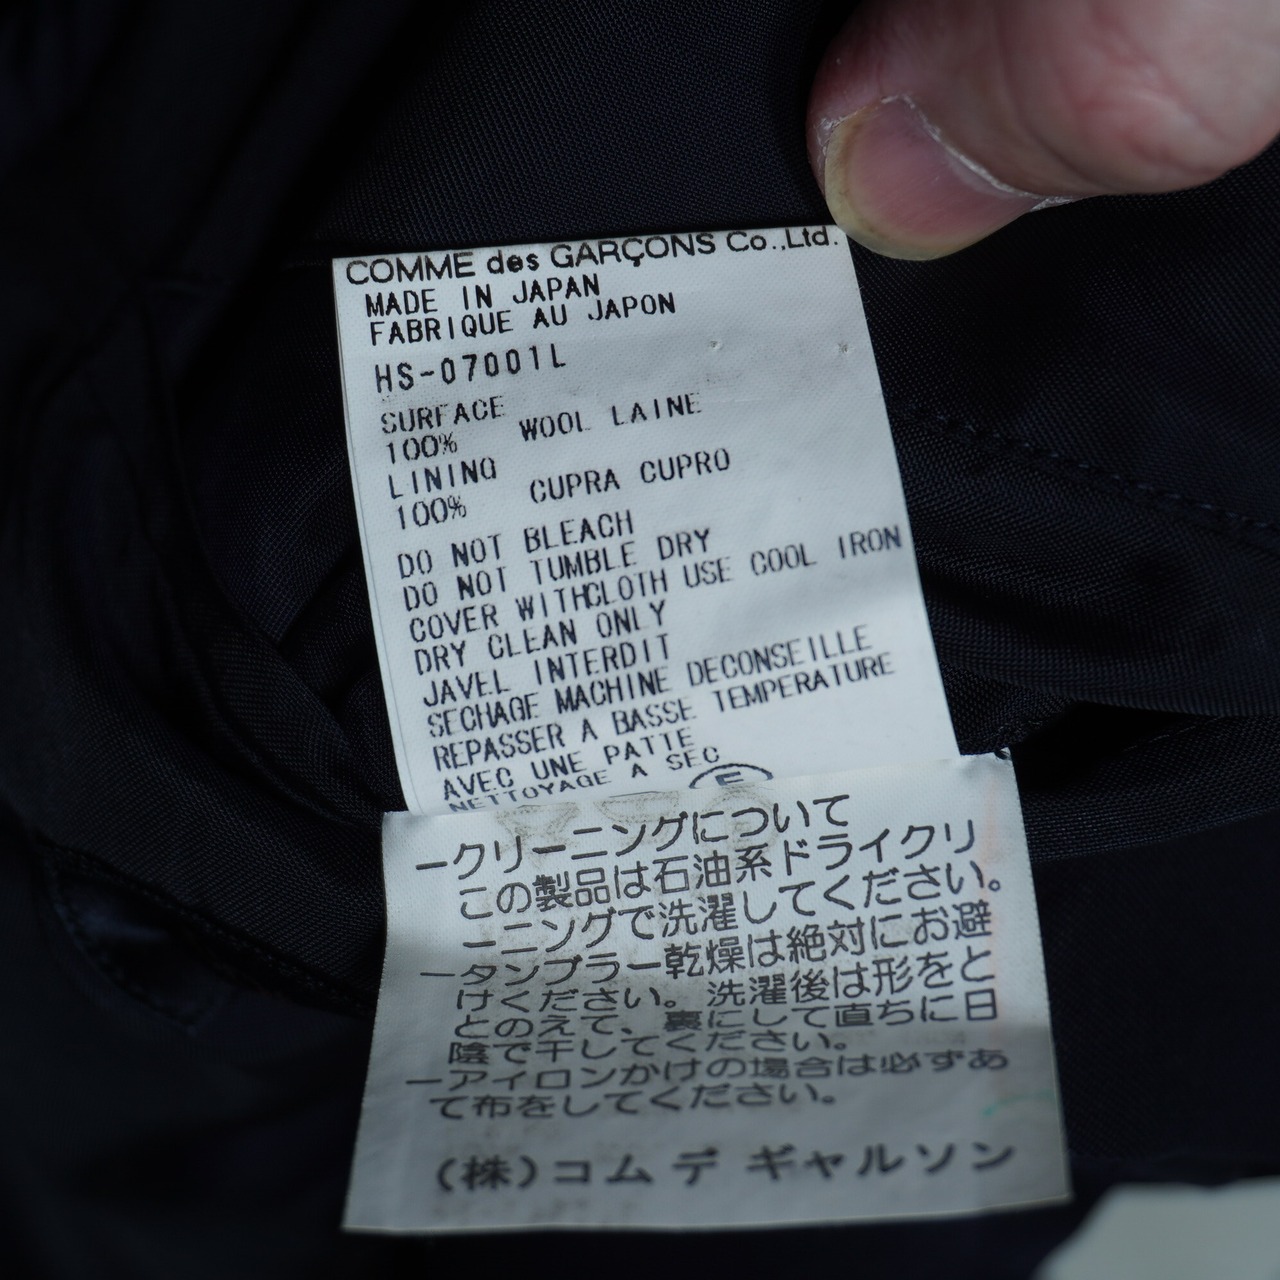 COMME des GARÇONS Co.,Ltd.
MADE IN JAPAN
FABRIQUE AU JAPON
HS-07001L
SURFACE
100% WOOL LAINE
LINING
100% CUPRA CUPRO
DO NOT BLEACH
DO NOT TUMBLE DRY
COVER WITHCLOTH USE COOL IRON
DRY CLEAN ONLY
JAVEL INTERDIT
SECHAGE MACHINE DECONSEILLE
REPASSER A BASSE TEMPERATURE
AVEC UNE PATTE
NETTOYAGE A SEC
F
ークリーニングについて
この製品は石油系ドライクリ
ーニングで洗濯してください。
ータンブラー乾燥は絶対にお避
けください。洗濯後は形をと
とのえて、裏にして直ちに日
陰で干してください。
ーアイロンかけの場合は必ずあ
て布をしてください。
(株)コム デ ギャルソン